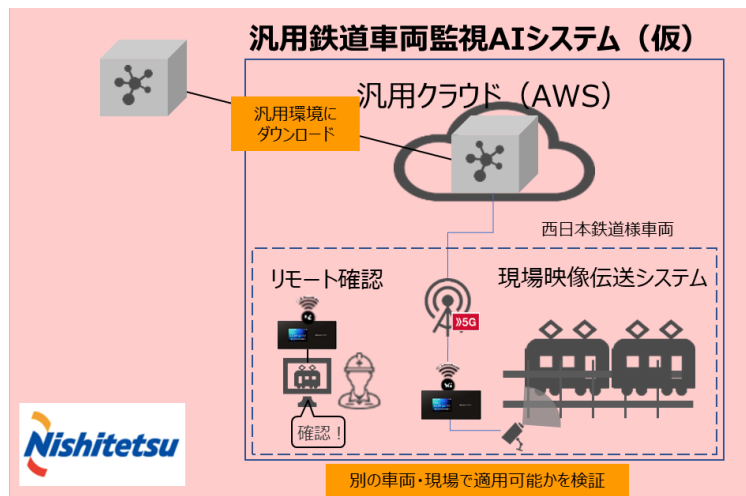 汎用鉄道車両監視AIシステム（仮）
汎用クラウド（AWS）
汎用環境に
ダウンロード
西日本鉄道様車両
リモート確認
現場映像伝送システム
5G
確認！
Nishitetsu
別の車両・現場で適用可能かを検証